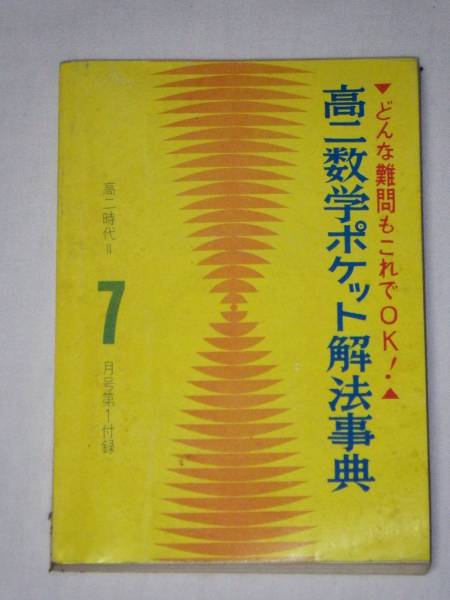 ▼どんな難問もこれでOK!▲
高二数学ポケット解法事典
高二時代=7月号第1付録